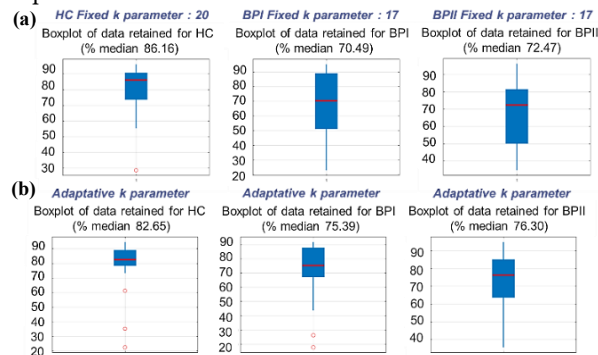 HC Fixed k parameter : 20
BPI Fixed k parameter : 17
BPII Fixed k parameter : 17
(a)
Boxplot of data retained for HC
(% median 86.16)
Boxplot of data retained for BPI
(% median 70.49)
Boxplot of data retained for BPII
(% median 72.47)
90
80
70
60
50
40
30
90
80
70
60
50
40
30
20
90
80
70
60
50
40
(b)
Adaptative k parameter
Adaptative k parameter
Adaptative k parameter
Boxplot of data retained for HC
(% median 82.65)
Boxplot of data retained for BPI
(% median 75.39)
Boxplot of data retained for BPII
(% median 76.30)
90
80
70
60
50
40
30
20
90
80
70
60
50
40
30
20
90
80
70
60
50
40